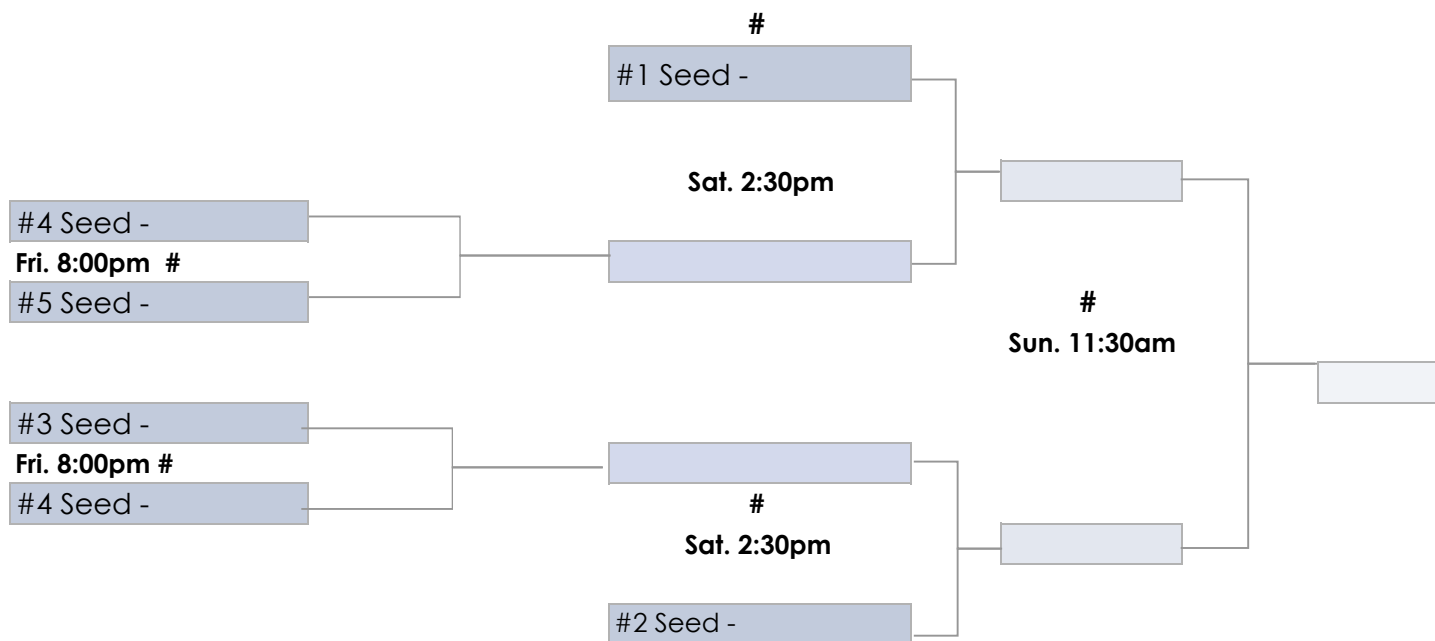 #
#1 Seed -
Sat. 2:30pm
#4 Seed -
Fri. 8:00pm #
#5 Seed -
#
Sun. 11:30am
#3 Seed -
Fri. 8:00pm #
#4 Seed -
#
Sat. 2:30pm
#2 Seed -